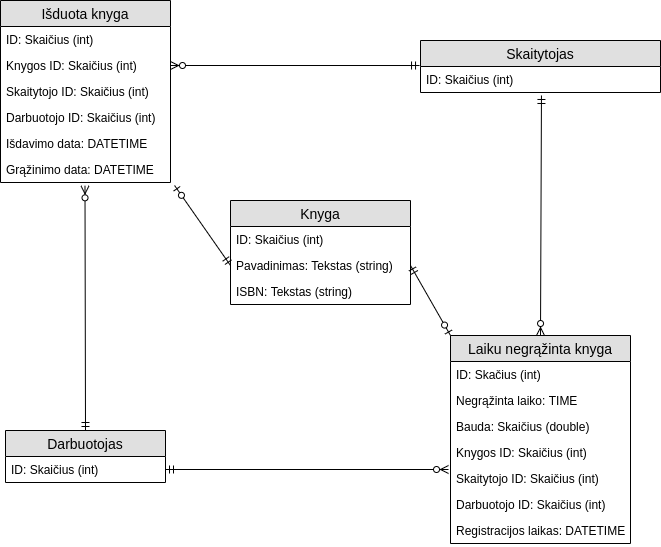 Išduota knyga
ID: Skaičius (int)
Knygos ID: Skaičius (int)
Skaitytojo ID: Skaičius (int)
Darbuotojo ID: Skaičius (int)
Išdavimo data: DATETIME
Grąžinimo data: DATETIME
Skaitytojas
ID: Skaičius (int)
Knyga
ID: Skaičius (int)
Pavadinimas: Tekstas (string)
ISBN: Tekstas (string)
Laiku negrąžinta knyga
ID: Skačius (int)
Negrąžinta laiko: TIME
Bauda: Skaičius (double)
Knygos ID: Skaičius (int)
Skaitytojo ID: Skaičius (int)
Darbuotojo ID: Skaičius (int)
Registracijos laikas: DATETIME
Darbuotojas
ID: Skaičius (int)